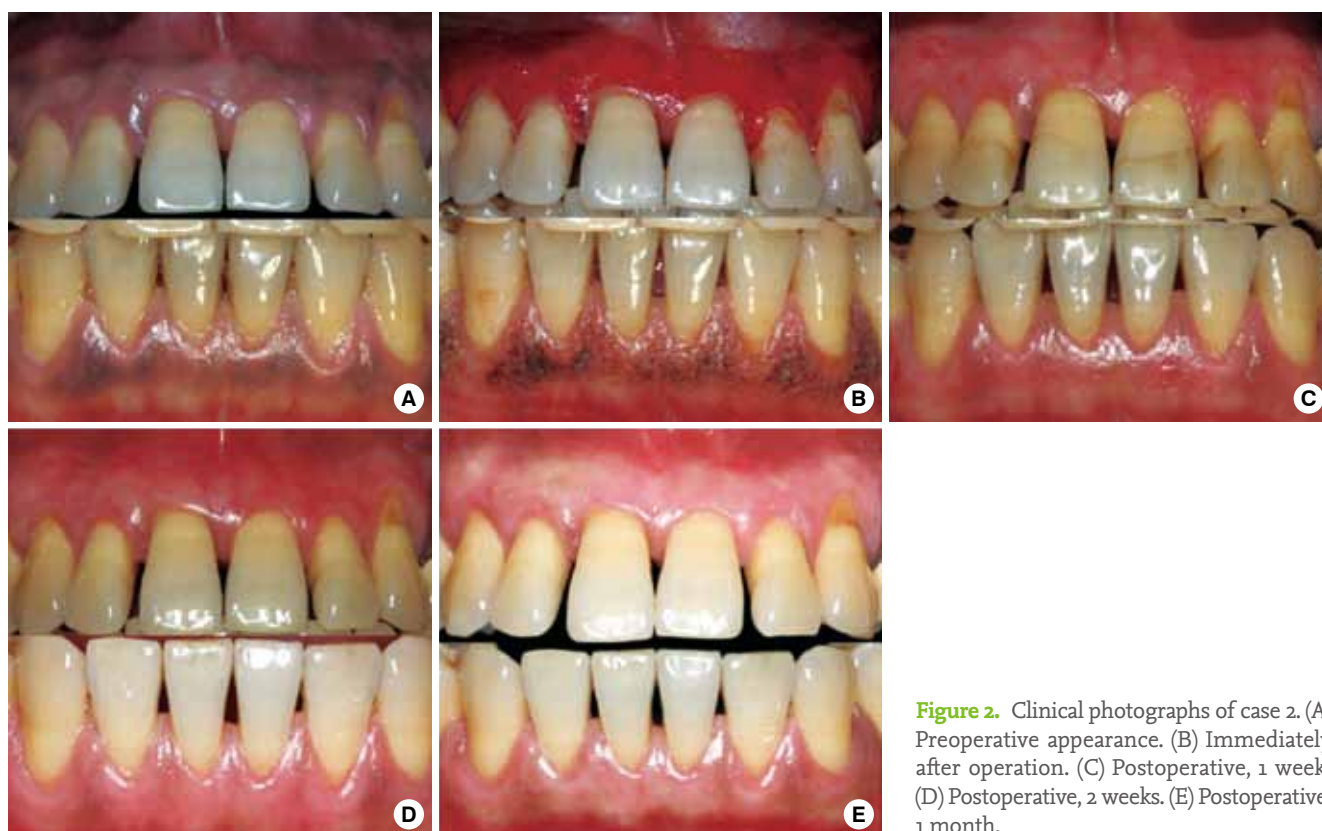 A
B
C
D
E
Figure 2. Clinical photographs of case 2. (A
Preoperative appearance. (B) Immediately
after operation. (C) Postoperative, 1 week
(D) Postoperative, 2 weeks. (E) Postoperative
1 month.